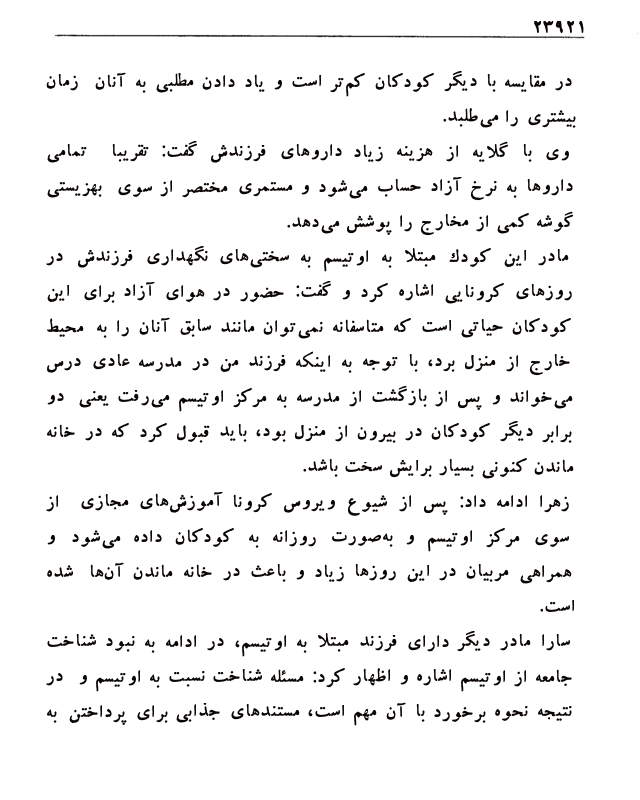 ۲۳۹۲۱
در مقایسه با دیگر کودکان کم‌تر است و یاد دادن مطلبی به آنان زمان
بیشتری را می‌طلبد.
وی با گلایه از هزینه زیاد داروهای فرزندش گفت: تقریبا تمامی
داروها به نرخ آزاد حساب می‌شود و مستمری مختصر از سوی بهزیستی
گوشه کمی از مخارج را پوشش می‌دهد.
مادر این کودك مبتلا به اوتیسم به سختی‌های نگهداری فرزندش در
روزهای کرونایی اشاره کرد و گفت: حضور در هوای آزاد برای این
کودکان حیاتی است که متاسفانه نمی‌توان مانند سابق آنان را به محیط
خارج از منزل برد، با توجه به اینکه فرزند من در مدرسه عادی درس
می‌خواند و پس از بازگشت از مدرسه به مرکز اوتیسم می‌رفت یعنی دو
برابر دیگر کودکان در بیرون از منزل بود، باید قبول کرد که در خانه
ماندن کنونی بسیار برایش سخت باشد.
زهرا ادامه داد: پس از شیوع ویروس کرونا آموزش‌های مجازی از
سوی مرکز اوتیسم و به‌صورت روزانه به کودکان داده می‌شود و
همراهی مربیان در این روزها زیاد و باعث در خانه ماندن آن‌ها شده
است.
سارا مادر دیگر دارای فرزند مبتلا به اوتیسم، در ادامه به نبود شناخت
جامعه از اوتیسم اشاره و اظهار کرد: مسئله شناخت نسبت به اوتیسم و در
نتیجه نحوه برخورد با آن مهم است، مستندهای جذابی برای پرداختن به